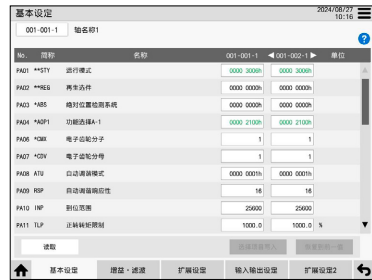 基本设定
2024/08/27
10:16
001-001-1 轴名称1
No. 简称 名称 001-001-1 ◀001-002-1▶ 单位
PA01 **STY 运行模式 0000 3006h 0000 3006h
PA02 **REG 再生选件 0000 0000h 0000 0000h
PA03 *ABS 绝对位置检测系统 0000 0000h 0000 0000h
PA04 *AOP1 功能选择A-1 0000 2100h 0000 2100h
PA06 *CMX 电子齿轮分子 1 1
PA07 *CDV 电子齿轮分母 1 1
PA08 ATU 自动调谐模式 0000 0001h 0000 0001h
PA09 RSP 自动调谐响应性 16 16
PA10 INP 到位范围 25600 25600
PA11 TLP 正转转矩限制 1000.0 1000.0 %
读取
基本设定 增益·滤波 扩展设定 输入输出设定 扩展设定2